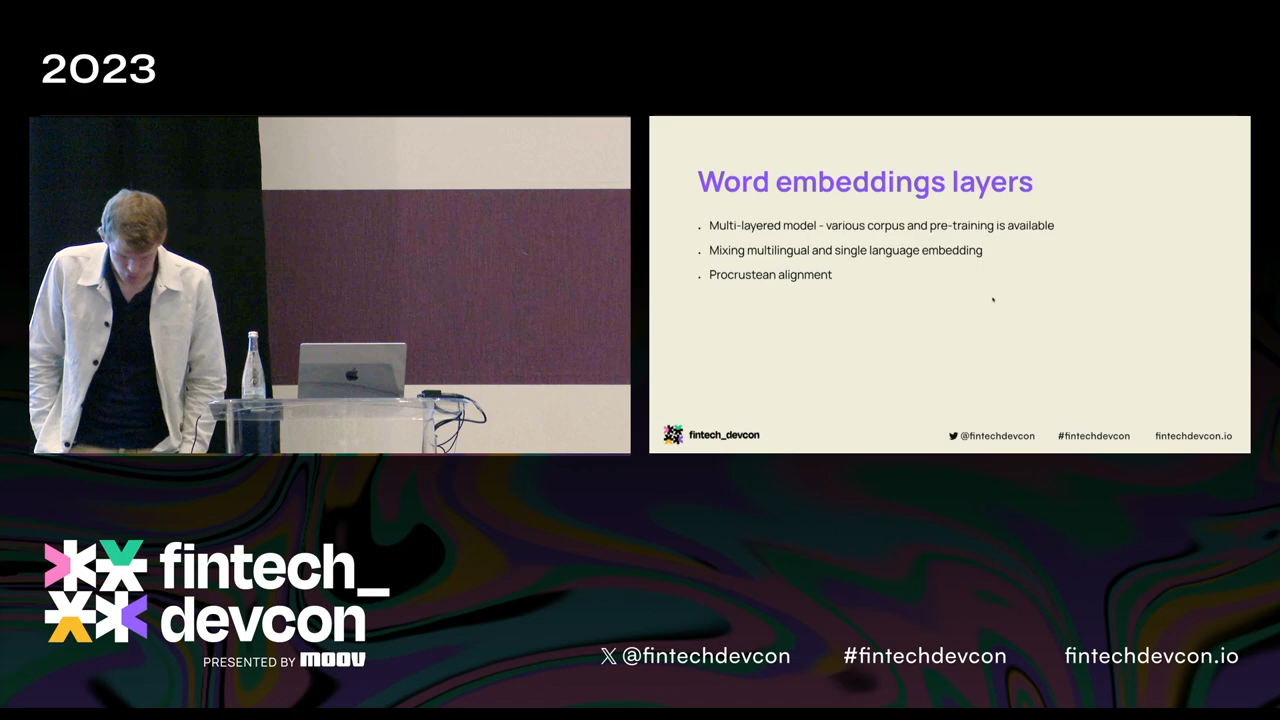 2023
Word embeddings layers
. Multi-layered model - various corpus and pre-training is available
. Mixing multilingual and single language embedding
. Procrustean alignment
fintech_devcon
@fintechdevcon
#fintechdevcon
fintechdevcon.io
fintech_
devcon
PRESENTED BY moov
𝕏 @fintechdevcon
#fintechdevcon
fintechdevcon.io